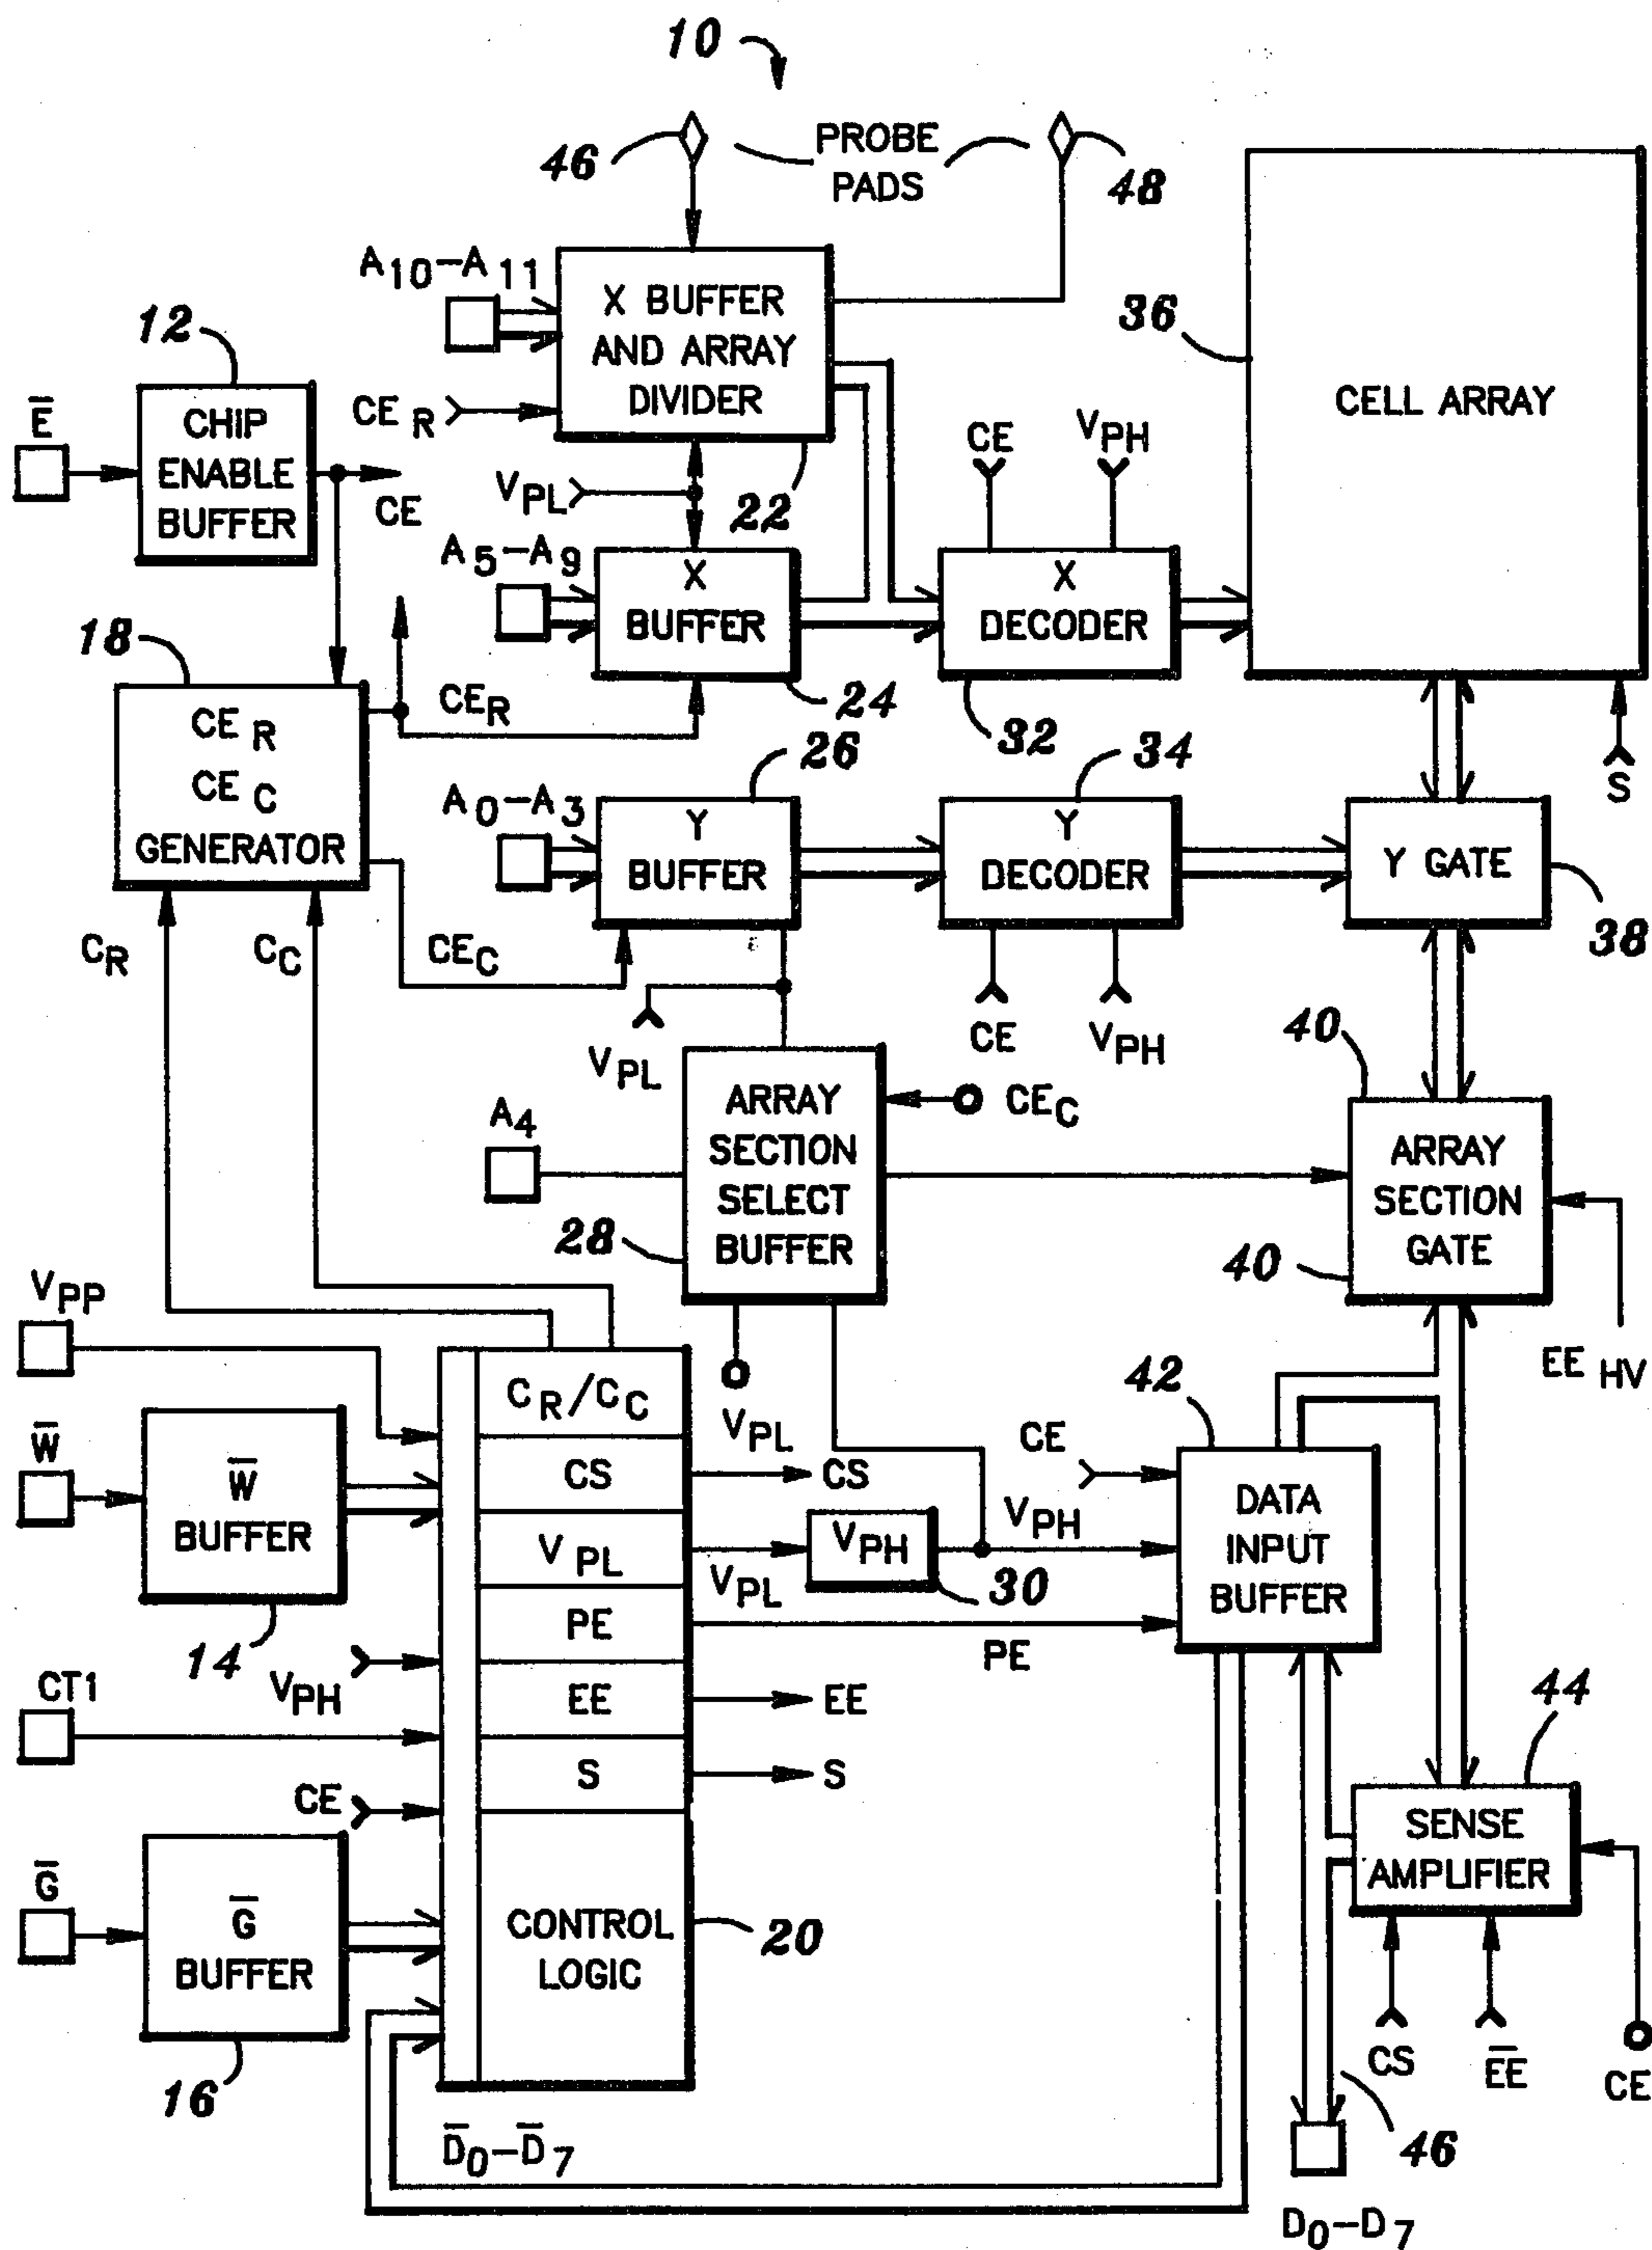 10
46
PROBE
PADS
48
A10-A11
X BUFFER
AND ARRAY
DIVIDER
36
CELL ARRAY
12
CER
E̅
CHIP
ENABLE
BUFFER
CE
CE
VPH
VPL
22
A5-A9
X
BUFFER
X
DECODER
18
CER
24
32
S
CE R
CE C
GENERATOR
26
34
A0-A3
Y
BUFFER
Y
DECODER
Y GATE
38
CR
CC
CEC
VPL
CE
VPH
40
ARRAY
SECTION
SELECT
BUFFER
CEC
A4
ARRAY
SECTION
GATE
28
40
VPP
EE HV
CR/CC
VPL
42
CE
W̅
W̅
BUFFER
CS
CS
DATA
INPUT
BUFFER
VPL
VPL
VPH
30
VPH
14
PE
PE
VPH
CT1
EE
EE
44
S
S
CE
SENSE
AMPLIFIER
G̅
G̅
BUFFER
CONTROL
LOGIC
20
16
CS
E̅E̅
CE
D̅0-D̅7
46
D0-D7